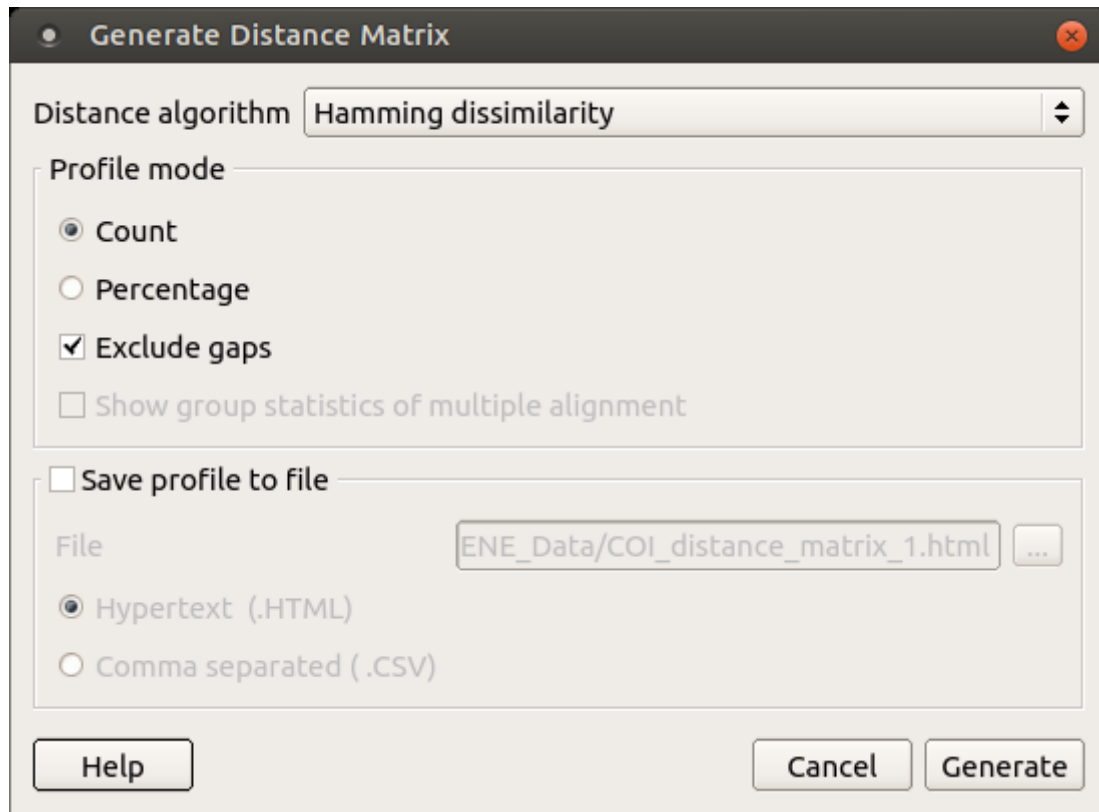 Generate Distance Matrix
Distance algorithm Hamming dissimilarity
Profile mode
Count
Percentage
Exclude gaps
Show group statistics of multiple alignment
Save profile to file
File ENE_Data/COI_distance_matrix_1.html ...
Hypertext (.HTML)
Comma separated ( .CSV)
Help Cancel Generate